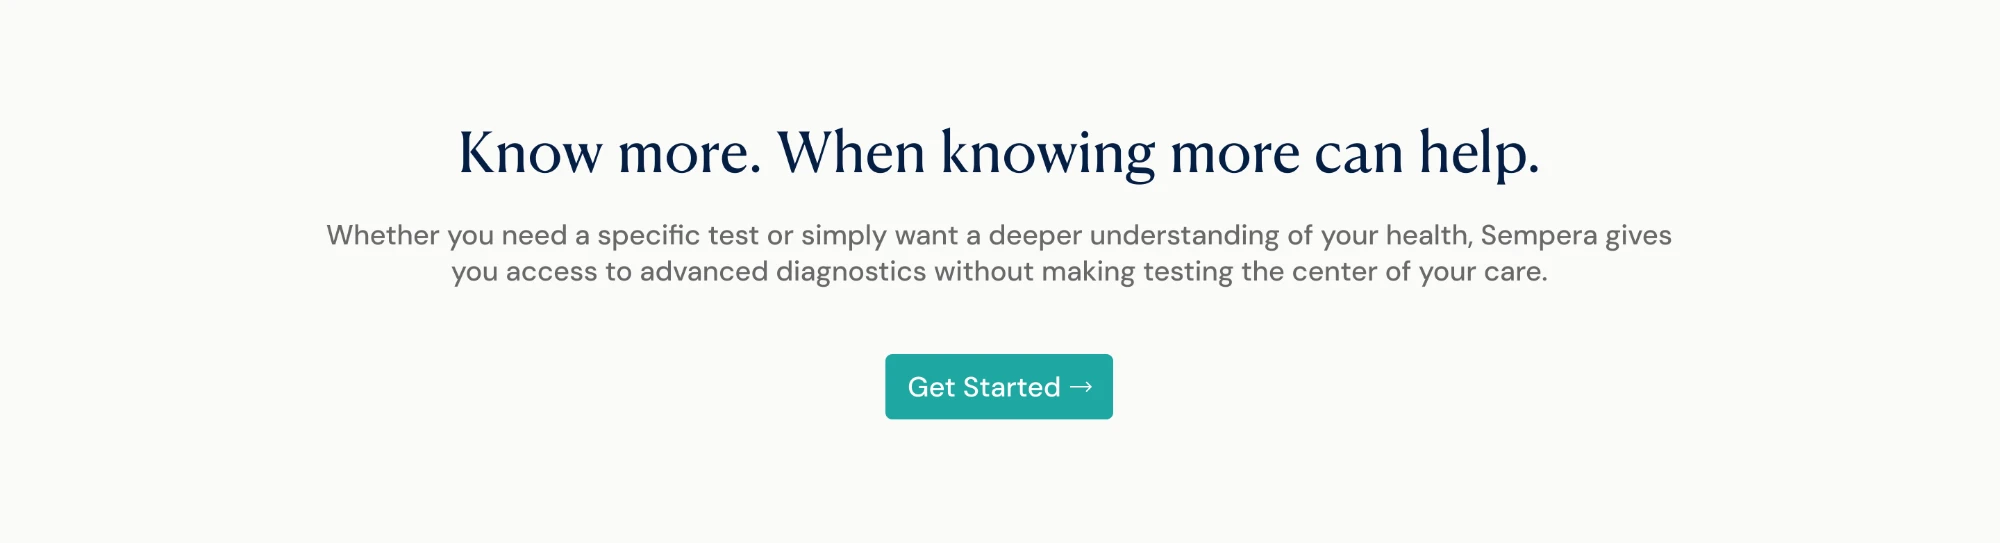 Know more. When knowing more can help.
Whether you need a specific test or simply want a deeper understanding of your health, Sempera gives
you access to advanced diagnostics without making testing the center of your care.
Get Started →